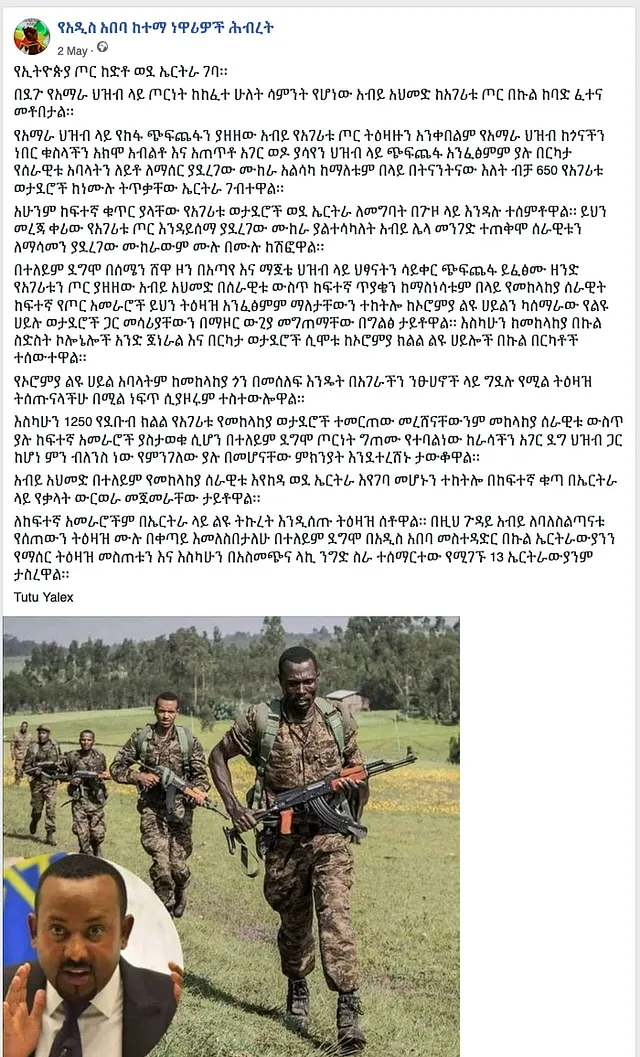 የአዲስ አበባ ከተማ ነዋሪዎች ሕብረት
2 May ·
የኢትዮጵያ ጦር ከድቶ ወደ ኤርትራ ገባ።
በደጉ የአማራ ህዝብ ላይ ጦርነት ከከፈተ ሁለት ሳምንት የሆነው አብይ አህመድ ከአገሪቱ ጦር በኩል ከባድ ፈተና
መቶበታል።
የአማራ ህዝብ ላይ የከፋ ጭፍጨፋን ያዘዘው አብይ የአገሪቱ ጦር ትዕዛዙን አንቀበልም የአማራ ህዝብ ከጎናችን
ነበር ቁስላችን አክሞ አብልቶ እና አጠጥቶ አገር ወዶ ያሳየን ህዝብ ላይ ጭፍጨፋ አንፈፅምም ያሉ በርካታ
የሰራዊቱ አባላትን ለይቶ ለማሰር ያደረገው ሙከራ አልሳካ ከማለቱም በላይ በትናንትናው እለት ብቻ 650 የአገሪቱ
ወታደሮች ከነሙሉ ትጥቃቸው ኤርትራ ገብተዋል።
አሁንም ከፍተኛ ቁጥር ያላቸው የአገሪቱ ወታደሮች ወደ ኤርትራ ለመግባት በጉዞ ላይ እንዳሉ ተሰምቶዋል። ይህን
መረጃ ቀሪው የአገሪቱ ጦር እንዳይሰማ ያደረገው ሙከራ ያልተሳካለት አብይ ሌላ መንገድ ተጠቅሞ ሰራዊቱን
ለማሳመን ያደረገው ሙከራውም ሙሉ በሙሉ ከሽፎዋል።
በተለይም ደግሞ በሰሜን ሸዋ ዞን በአጣየ እና ማጀቴ ህዝብ ላይ ህፃናትን ሳይቀር ጭፍጨፋ ይፈፅሙ ዘንድ
የአገሪቱን ጦር ያዘዘው አብይ አህመድ በሰራዊቱ ውስጥ ከፍተኛ ጥያቄን ከማስነሳቱም በላይ የመከላከያ ሰራዊት
ከፍተኛ የጦር አመራሮች ይህን ትዕዛዝ አንፈፅምም ማለታቸውን ተከትሎ ከኦሮምያ ልዩ ሀይልን ካሰማራው የልዩ
ሀይሉ ወታደሮች ጋር መሳሪያቸውን በማዞር ውጊያ መግጠማቸው በግልፅ ታይቶዋል። እስካሁን ከመከላከያ በኩል
ስድስት ኮሎኔሎች አንድ ጀነራል እና በርካታ ወታደሮች ሲሞቱ ከኦሮምያ ክልል ልዩ ሀይሎች በኩል በርካቶች
ተሰውተዋል።
የኦሮምያ ልዩ ሀይል አባላትም ከመከላከያ ጎን በመሰለፍ እንዴት በአገራችን ንፁሀኖች ላይ ግደሉ የሚል ትዕዛዝ
ትሰጡናላችሁ በሚል ነፍጥ ሲያዞሩም ተስተውሎዋል።
እስካሁን 1250 የደቡብ ክልል የአገሪቱ የመከላከያ ወታደሮች ተመርጠው መረሸናቸውንም መከላከያ ሰራዊቱ ውስጥ
ያሉ ከፍተኛ አመራሮች ያስታወቁ ሲሆን በተለይም ደግሞ ጦርነት ግጠሙ የተባልነው ከራሳችን አገር ደግ ህዝብ ጋር
ከሆነ ምን ብለንስ ነው የምንገለው ያሉ በመሆናቸው ምክንያት እንደተረሸኑ ታውቆዋል።
አብይ አህመድ በተለይም የመከላከያ ሰራዊቱ እየከዳ ወደ ኤርትራ እየገባ መሆኑን ተከትሎ በከፍተኛ ቁጣ በኤርትራ
ላይ የቃላት ውርወራ መጀመራቸው ታይቶዋል።
ለከፍተኛ አመራሮችም በኤርትራ ላይ ልዩ ትኩረት እንዲሰጡ ትዕዛዝ ሰቶዋል። በዚህ ጉዳይ አብይ ለባለስልጣናቱ
የሰጠውን ትዕዛዝ ሙሉ በቀጣይ እመለስበታለሁ በተለይም ደግሞ በአዲስ አበባ መስተዳድር በኩል ኤርትራውያንን
የማሰር ትዕዛዝ መስጠቱን እና እስካሁን በአስመጭና ላኪ ንግድ ስራ ተሰማርተው የሚገኙ 13 ኤርትራውያንም
ታስረዋል።
Tutu Yalex